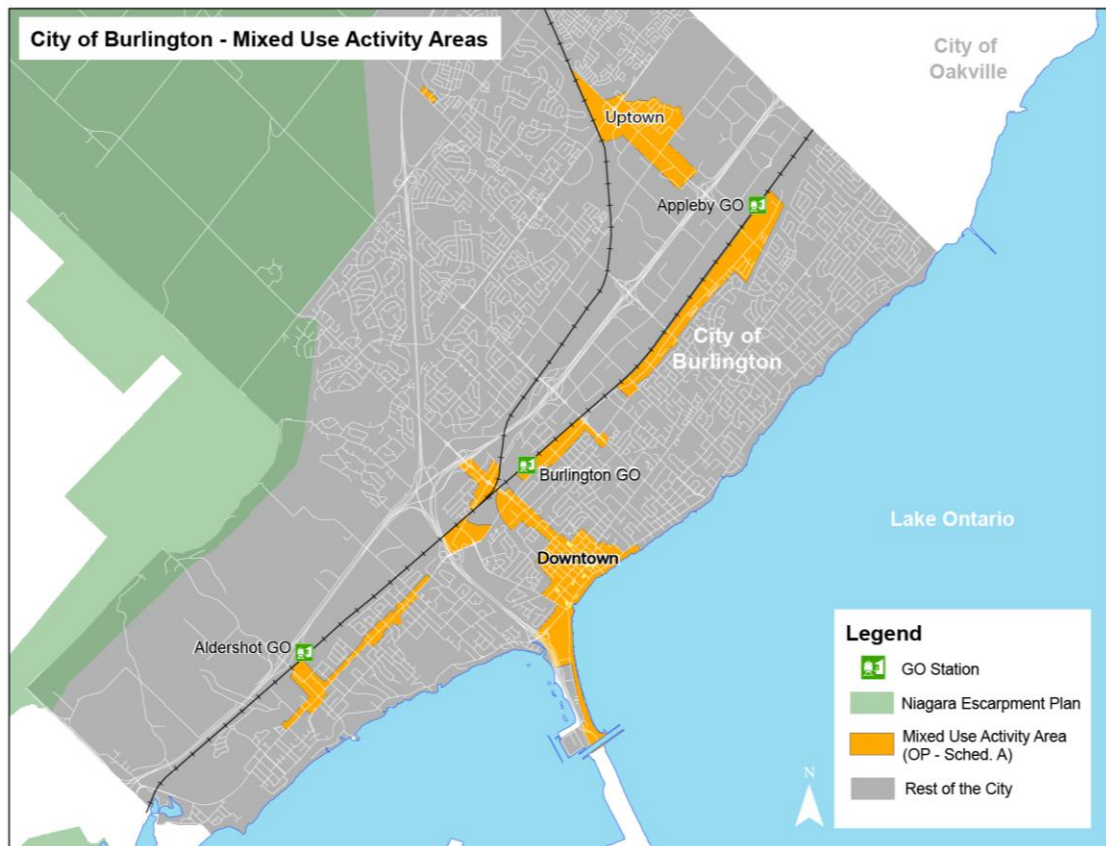 City of Burlington - Mixed Use Activity Areas
City of
Oakville
Uptown
Appleby GO
City of
Burlington
Burlington GO
Lake Ontario
Downtown
Aldershot GO
Legend
GO Station
Niagara Escarpment Plan
Mixed Use Activity Area
(OP - Sched. A)
Rest of the City
N